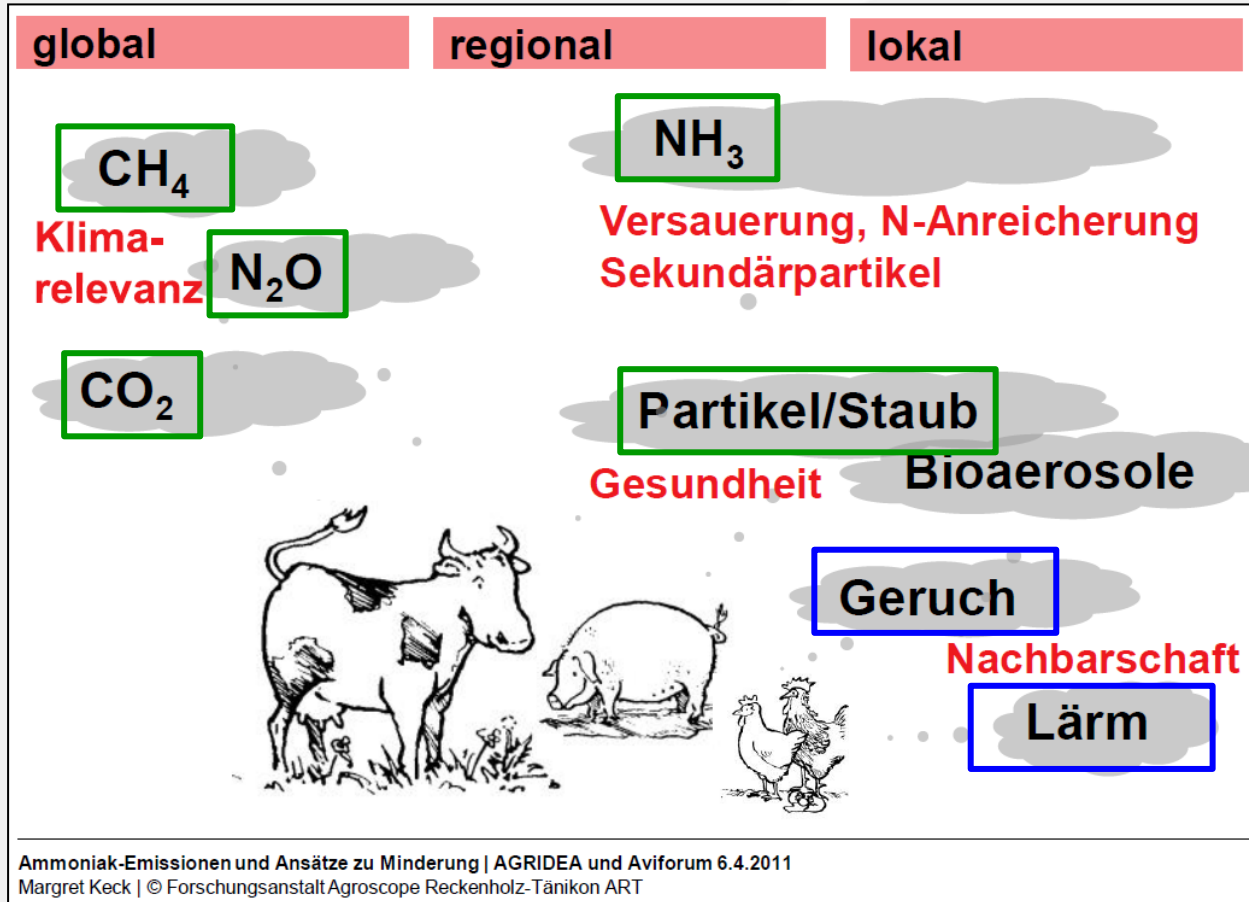 global
regional
lokal
CH₄
NH₃
Klima-
relevanz
N₂O
Versauerung, N-Anreicherung
Sekundärpartikel
CO₂
Partikel/Staub
Bioaerosole
Gesundheit
Geruch
Nachbarschaft
Lärm
Ammoniak-Emissionen und Ansätze zu Minderung | AGRIDEA und Aviforum 6.4.2011
Margret Keck | © Forschungsanstalt Agroscope Reckenholz-Tänikon ART